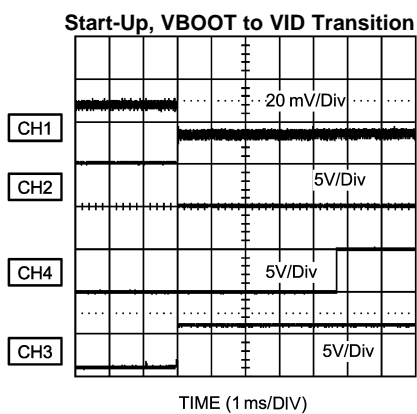 Start-Up, VBOOT to VID Transition
20 mV/Div
CH1
5V/Div
CH2
5V/Div
CH4
5V/Div
CH3
TIME (1 ms/DIV)